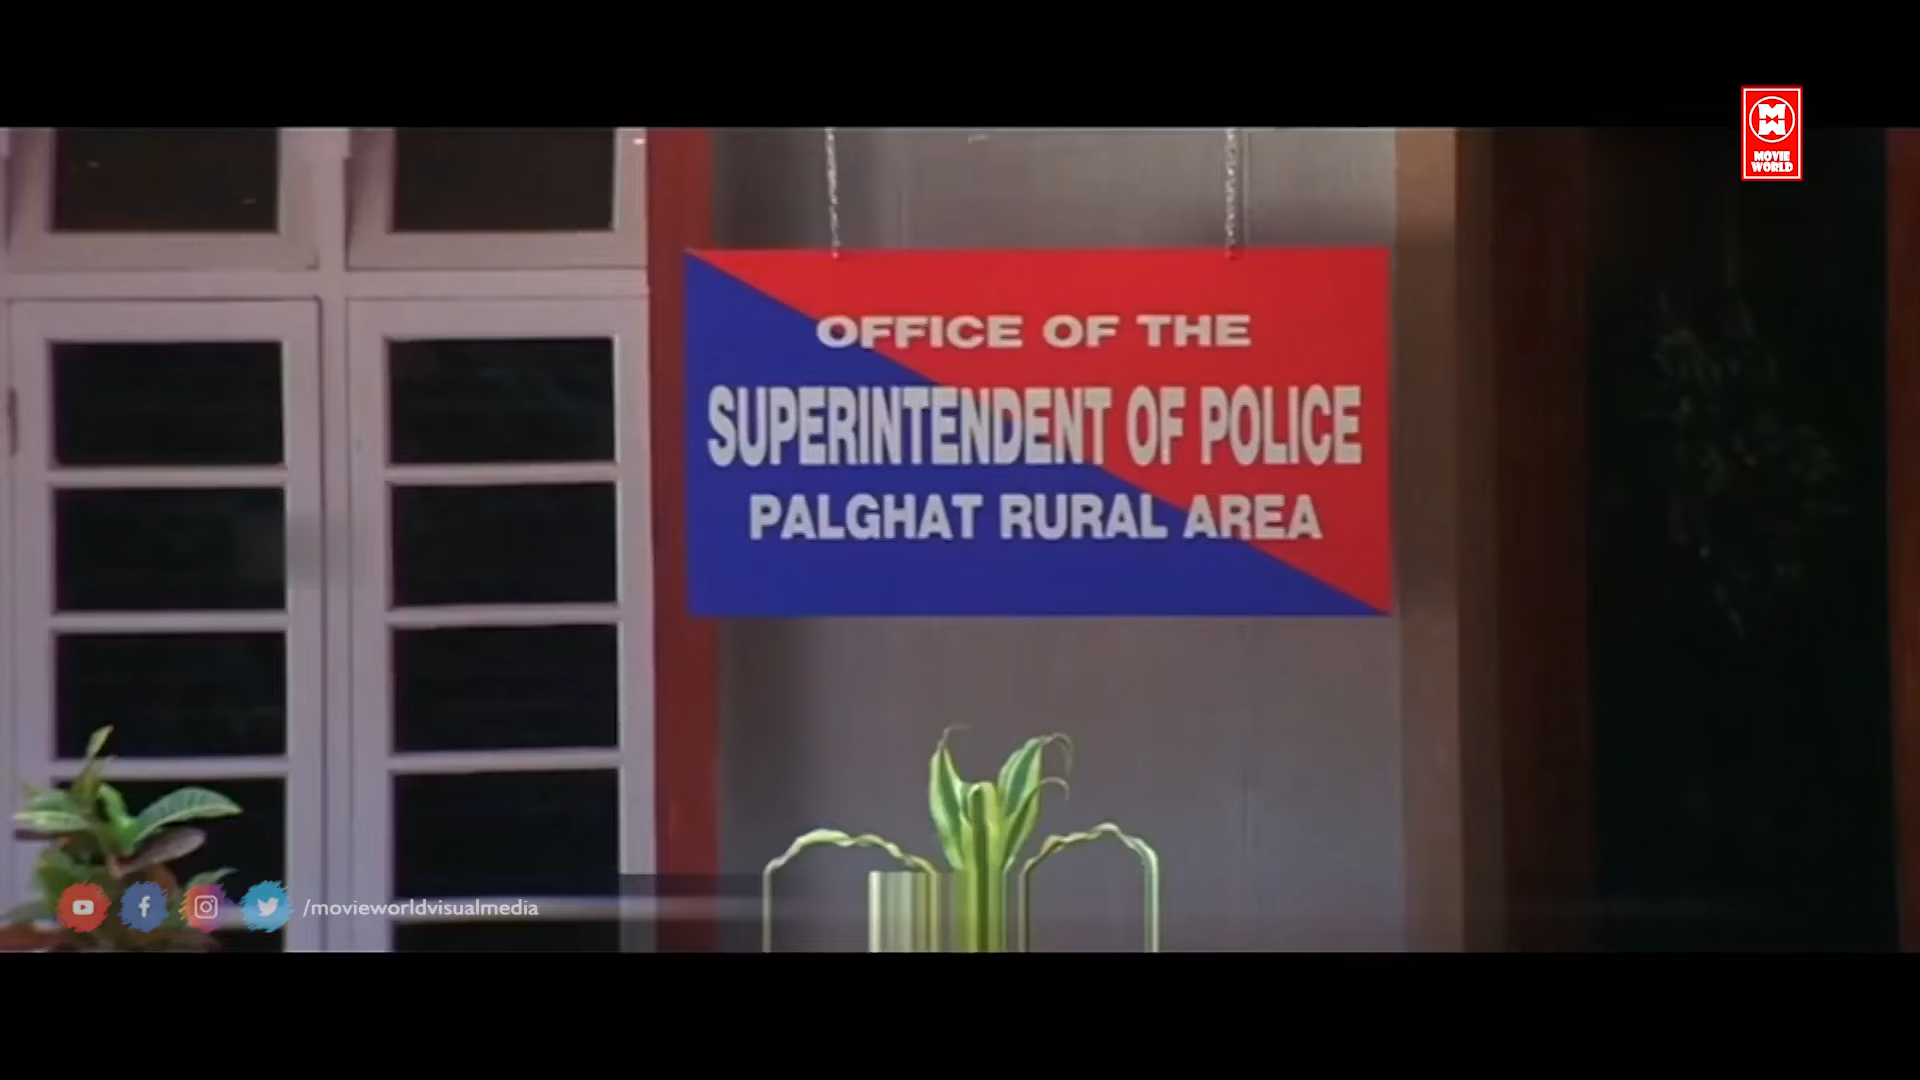 MOVIE
WORLD
OFFICE OF THE
SUPERINTENDENT OF POLICE
PALGHAT RURAL AREA
/movieworldvisualmedia